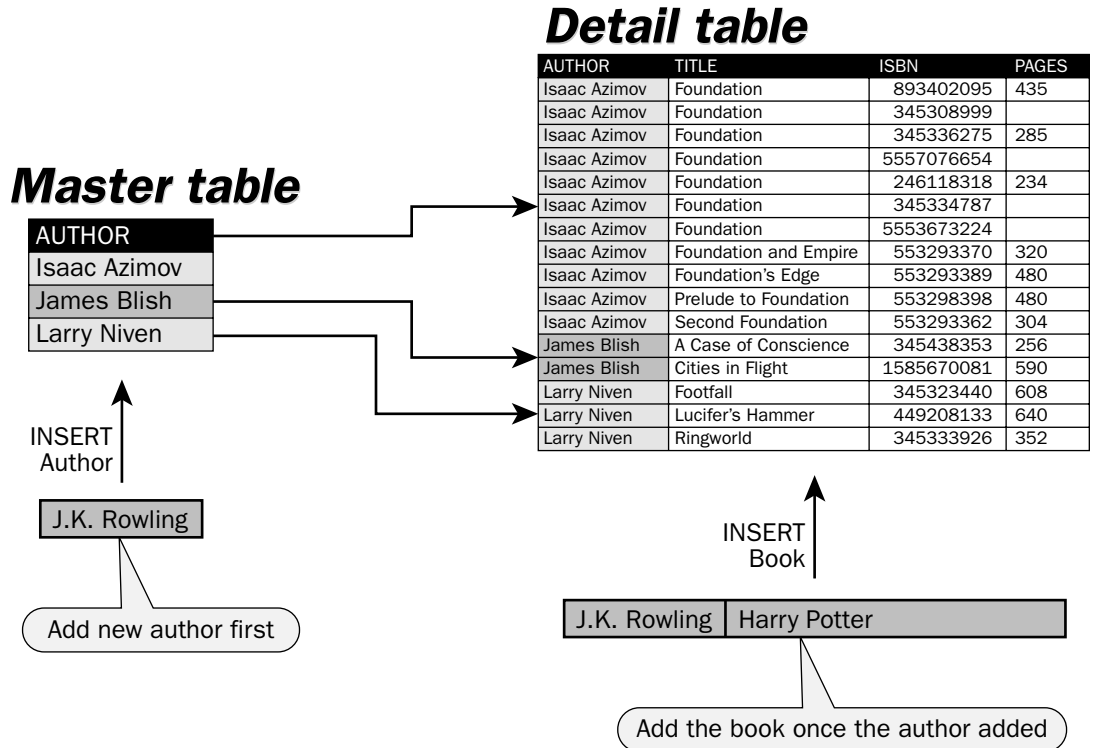 Detail table
AUTHOR TITLE ISBN PAGES
Isaac Azimov Foundation 893402095 435
Isaac Azimov Foundation 345308999
Isaac Azimov Foundation 345336275 285
Isaac Azimov Foundation 5557076654
Isaac Azimov Foundation 246118318 234
Isaac Azimov Foundation 345334787
Isaac Azimov Foundation 5553673224
Isaac Azimov Foundation and Empire 553293370 320
Isaac Azimov Foundation's Edge 553293389 480
Isaac Azimov Prelude to Foundation 553298398 480
Isaac Azimov Second Foundation 553293362 304
James Blish A Case of Conscience 345438353 256
James Blish Cities in Flight 1585670081 590
Larry Niven Footfall 345323440 608
Larry Niven Lucifer's Hammer 449208133 640
Larry Niven Ringworld 345333926 352
Master table
AUTHOR
Isaac Azimov
James Blish
Larry Niven
INSERT
Author
J.K. Rowling
Add new author first
INSERT
Book
J.K. Rowling Harry Potter
Add the book once the author added